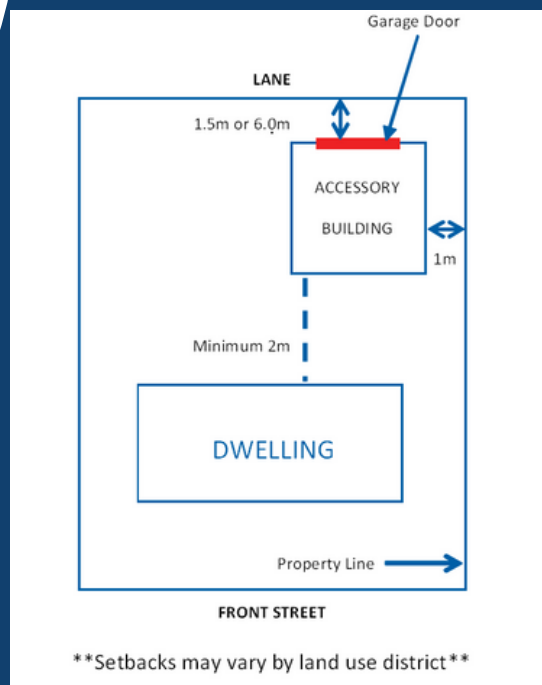 Garage Door
LANE
1.5m or 6.0m
ACCESSORY
BUILDING
1m
Minimum 2m
DWELLING
Property Line
FRONT STREET
**Setbacks may vary by land use district**